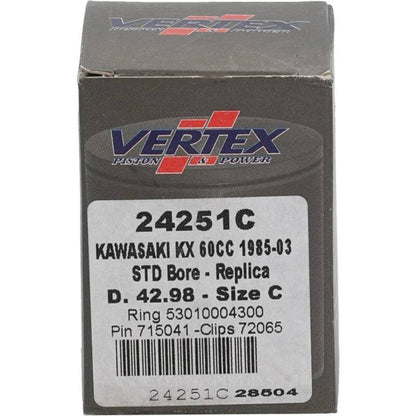 VERTEX
PISTON & POWER
VERTEX
PISTON & POWER
24251C
KAWASAKI KX 60CC 1985-03
STD Bore - Replica
D. 42.98 - Size C
Ring 53010004300
Pin 715041 -Clips 72065
24251C 28504